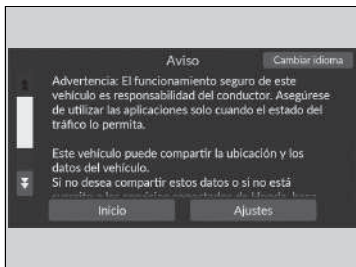 Aviso
Cambiar idioma
Advertencia: El funcionamiento seguro de este
vehículo es responsabilidad del conductor. Asegúrese
de utilizar las aplicaciones solo cuando el estado del
tráfico lo permita.
Este vehículo puede compartir la ubicación y los
datos del vehículo.
Si no desea compartir estos datos o si no está
Inicio
Ajustes